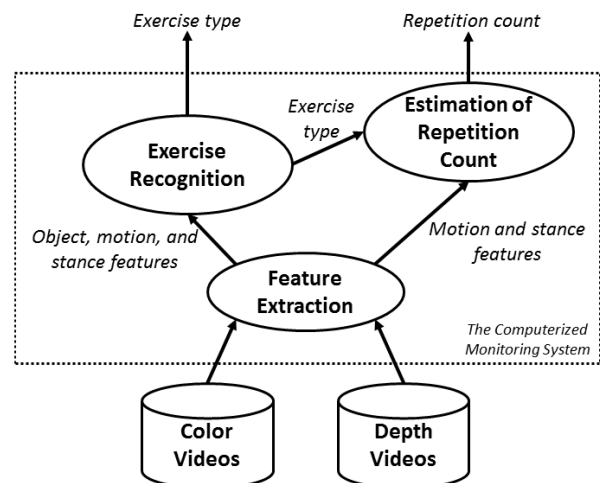 Exercise type
Repetition count
Exercise
type
Estimation of
Repetition
Count
Exercise
Recognition
Object, motion, and
stance features
Motion and stance
features
Feature
Extraction
The Computerized
Monitoring System
Color
Videos
Depth
Videos